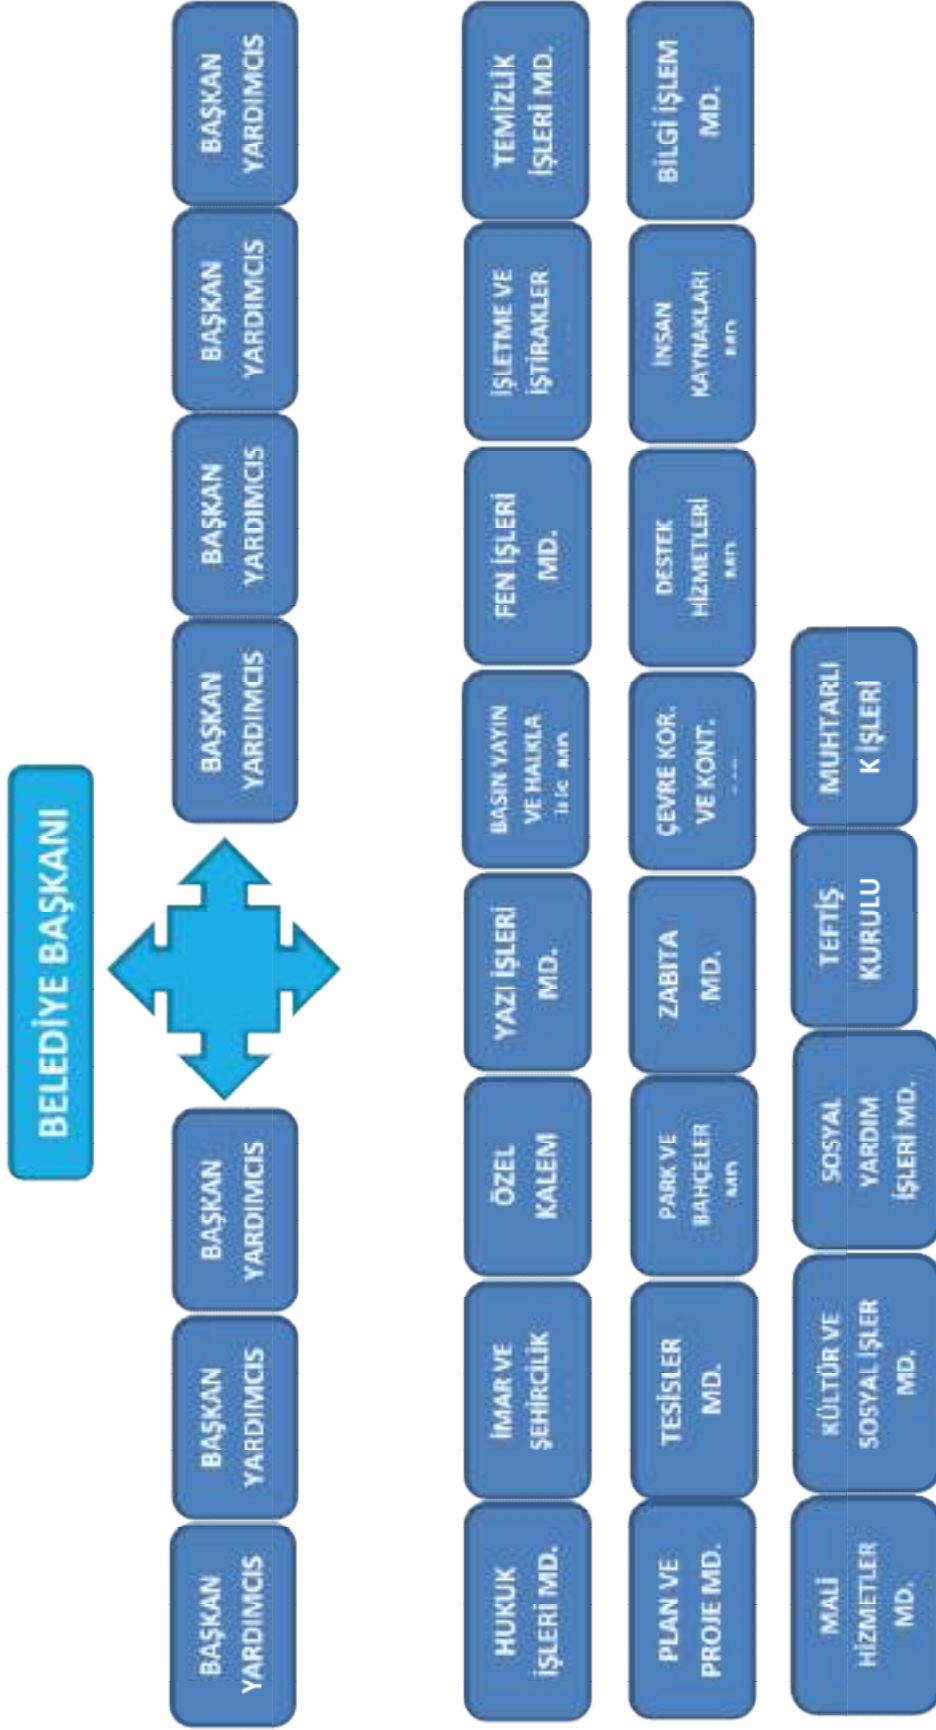 BELEDİYE BAŞKANI
BAŞKAN
YARDIMCIS
BAŞKAN
YARDIMCIS
BAŞKAN
YARDIMCIS
BAŞKAN
YARDIMCIS
BAŞKAN
YARDIMCIS
BAŞKAN
YARDIMCIS
BAŞKAN
YARDIMCIS
HUKUK
İŞLERİ MD.
İMAR VE
ŞEHİRCİLİK
ÖZEL
KALEM
YAZI İŞLERİ
MD.
BASIN YAYIN
VE HALKLA
FEN İŞLERİ
MD.
İŞLETME VE
İŞTİRAKLER
TEMİZLİK
İŞLERİ MD.
PLAN VE
PROJE MD.
TESİSLER
MD.
PARK VE
BAHÇELER
ZABITA
MD.
ÇEVRE KOR.
VE KONT.
DESTEK
HİZMETLERİ
İNSAN
KAYNAKLARI
BİLGİ İŞLEM
MD.
MALİ
HİZMETLER
MD.
KÜLTÜR VE
SOSYAL İŞLER
MD.
SOSYAL
YARDIM
İŞLERİ MD.
TEFTİŞ
KURULU
MUHTARLI
K İŞLERİ